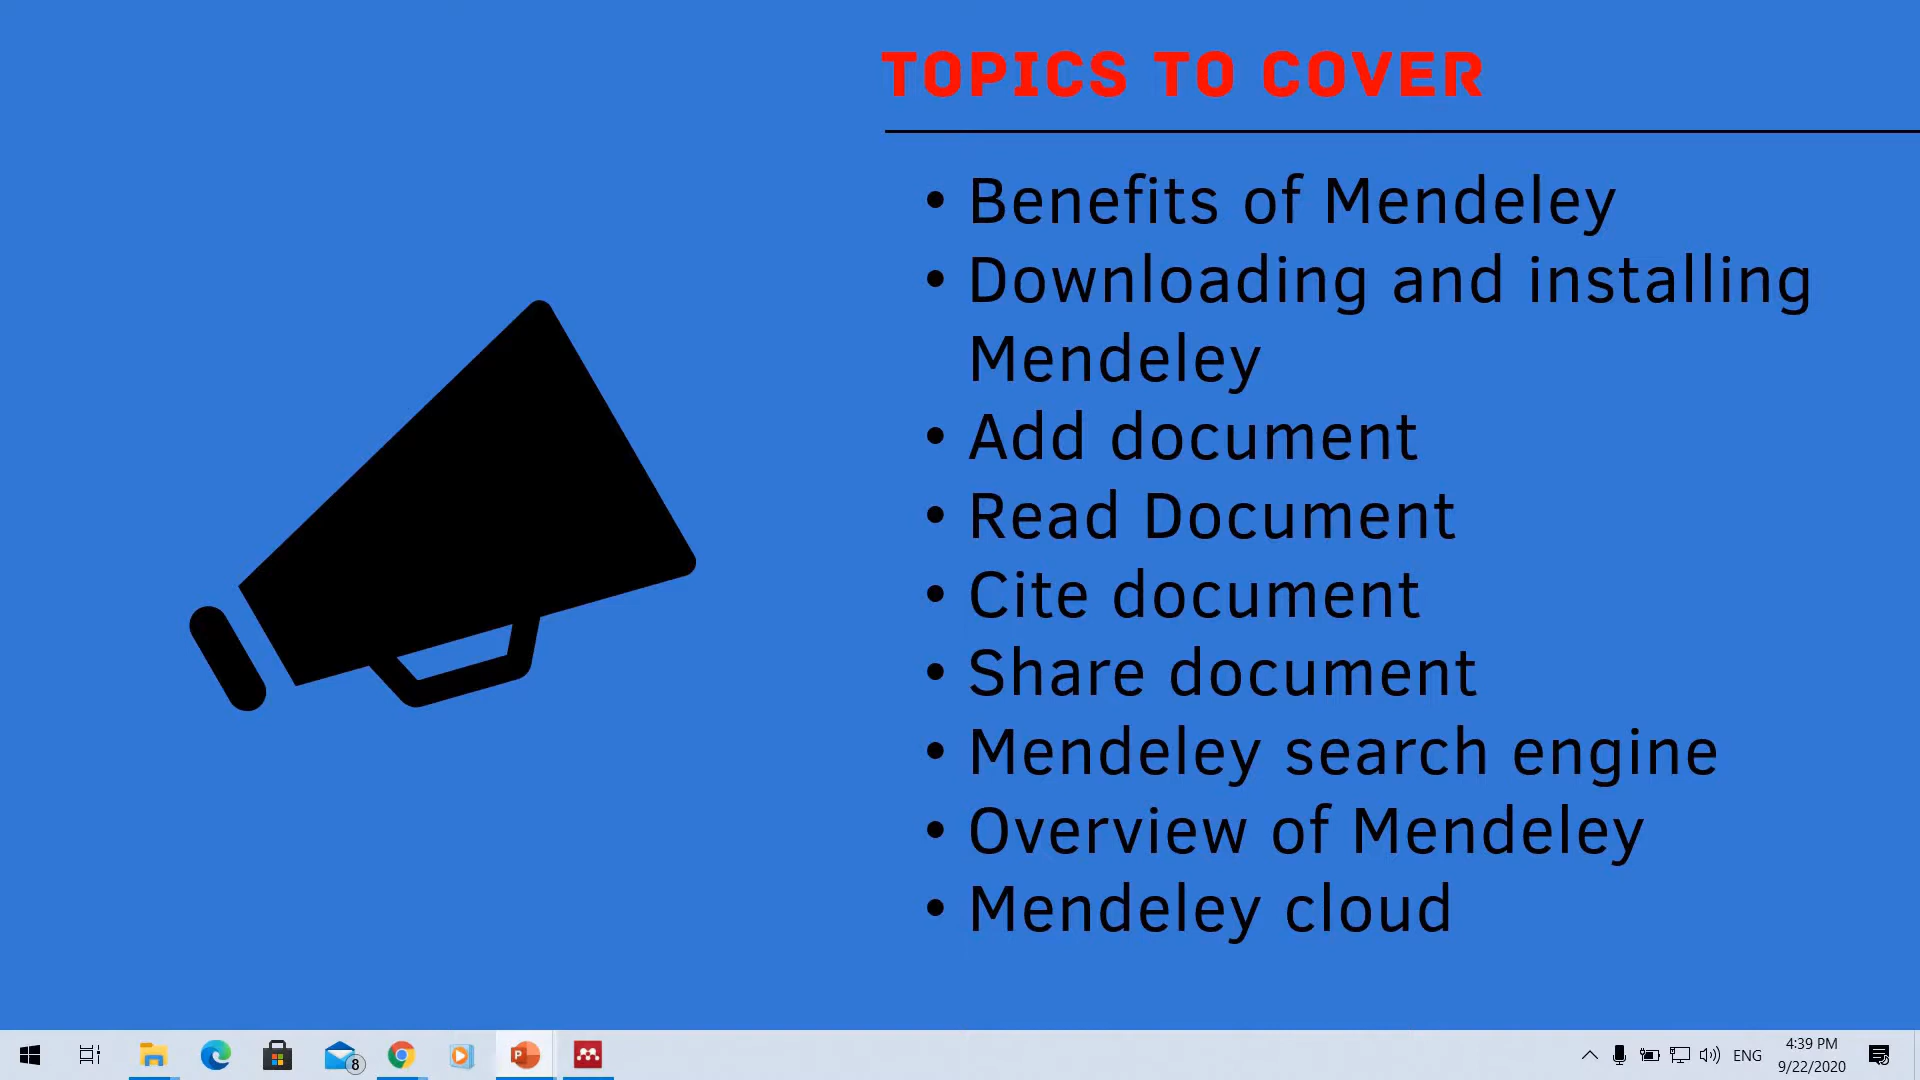 TOPICS TO COVER
• Benefits of Mendeley
• Downloading and installing
Mendeley
• Add document
• Read Document
• Cite document
• Share document
• Mendeley search engine
• Overview of Mendeley
• Mendeley cloud
8
P
ENG
4:39 PM
9/22/2020